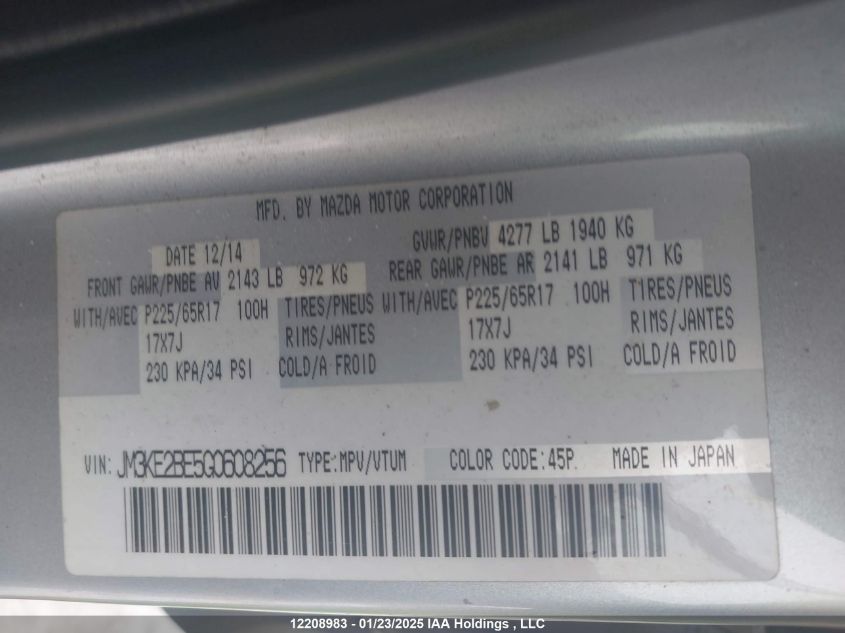 MFD. BY MAZDA MOTOR CORPORATION
DATE 12/14 GVWR/PNBV 4277 LB 1940 KG
FRONT GAWR/PNBE AV 2143 LB 972 KG REAR GAWR/PNBE AR 2141 LB 971 KG
WITH/AVEC P225/65R17 100H TIRES/PNEUS WITH/AVEC P225/65R17 100H TIRES/PNEUS
17X7J RIMS/JANTES 17X7J RIMS/JANTES
230 KPA/34 PSI COLD/A FROID 230 KPA/34 PSI COLD/A FROID
VIN: JM3KE2BE5G0608256 TYPE:MPV/VTUM COLOR CODE:45P MADE IN JAPAN
12208983 - 01/23/2025 IAA Holdings , LLC